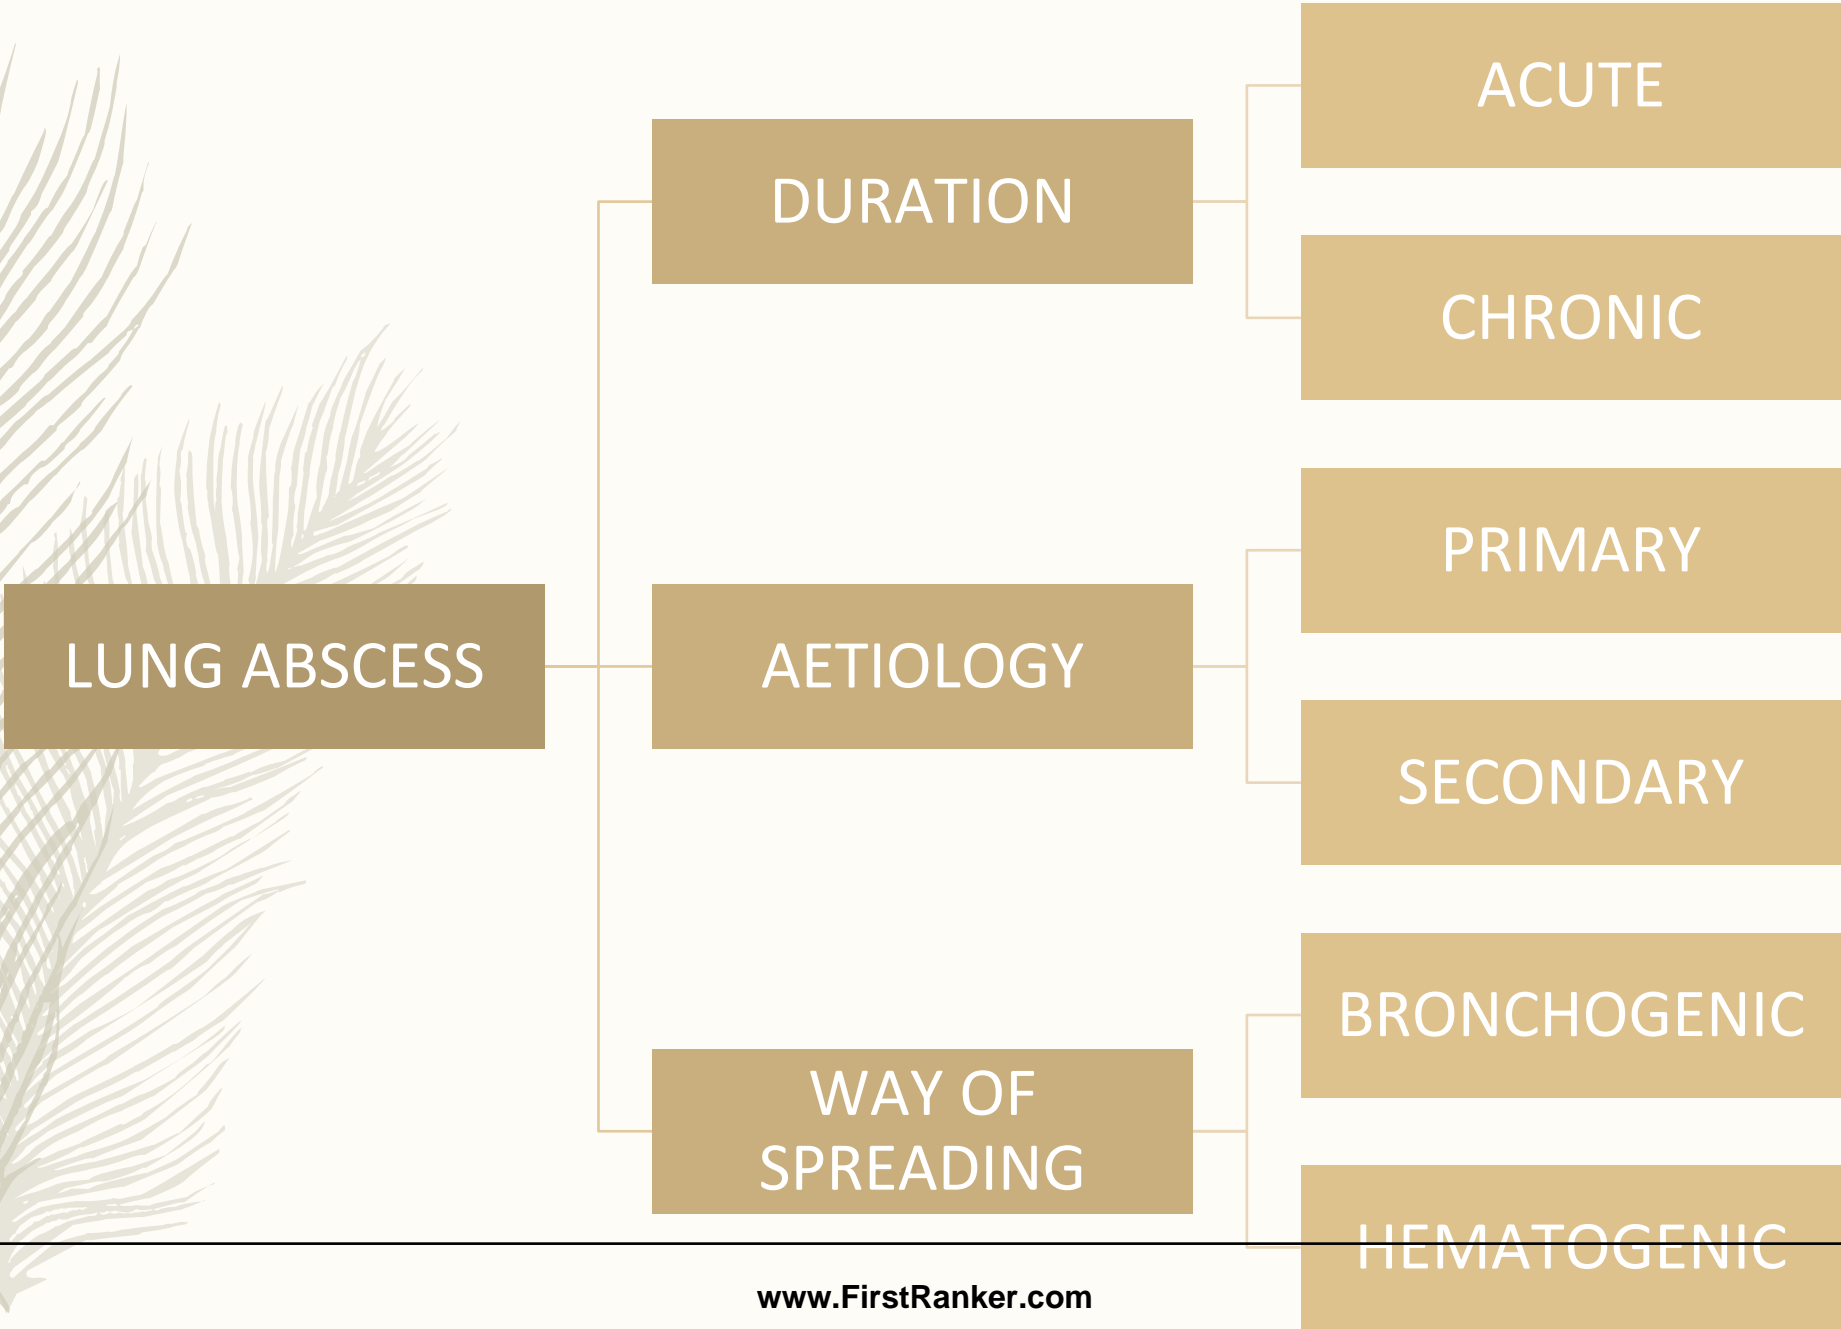 LUNG ABSCESS
DURATION
ACUTE
CHRONIC
AETIOLOGY
PRIMARY
SECONDARY
WAY OF
SPREADING
BRONCHOGENIC
HEMATOGENIC
www.FirstRanker.com